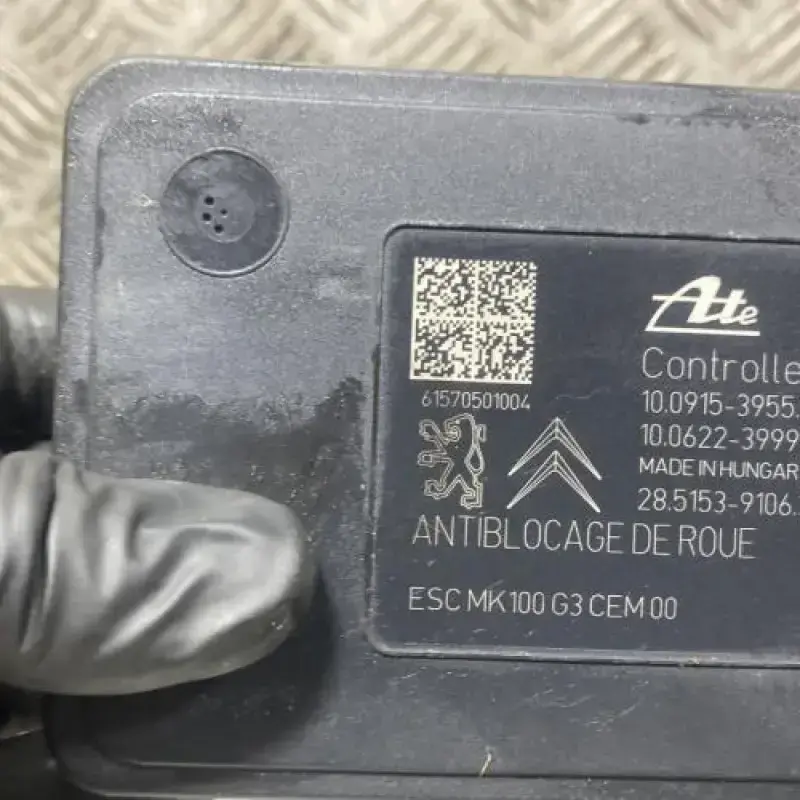 Ate
Controlle
61570501004
10.0915-3955.
10.0622-3999
MADE IN HUNGAR
28.5153-9106.
ANTIBLOCAGE DE ROUE
ESC MK100 G3 CEM 00